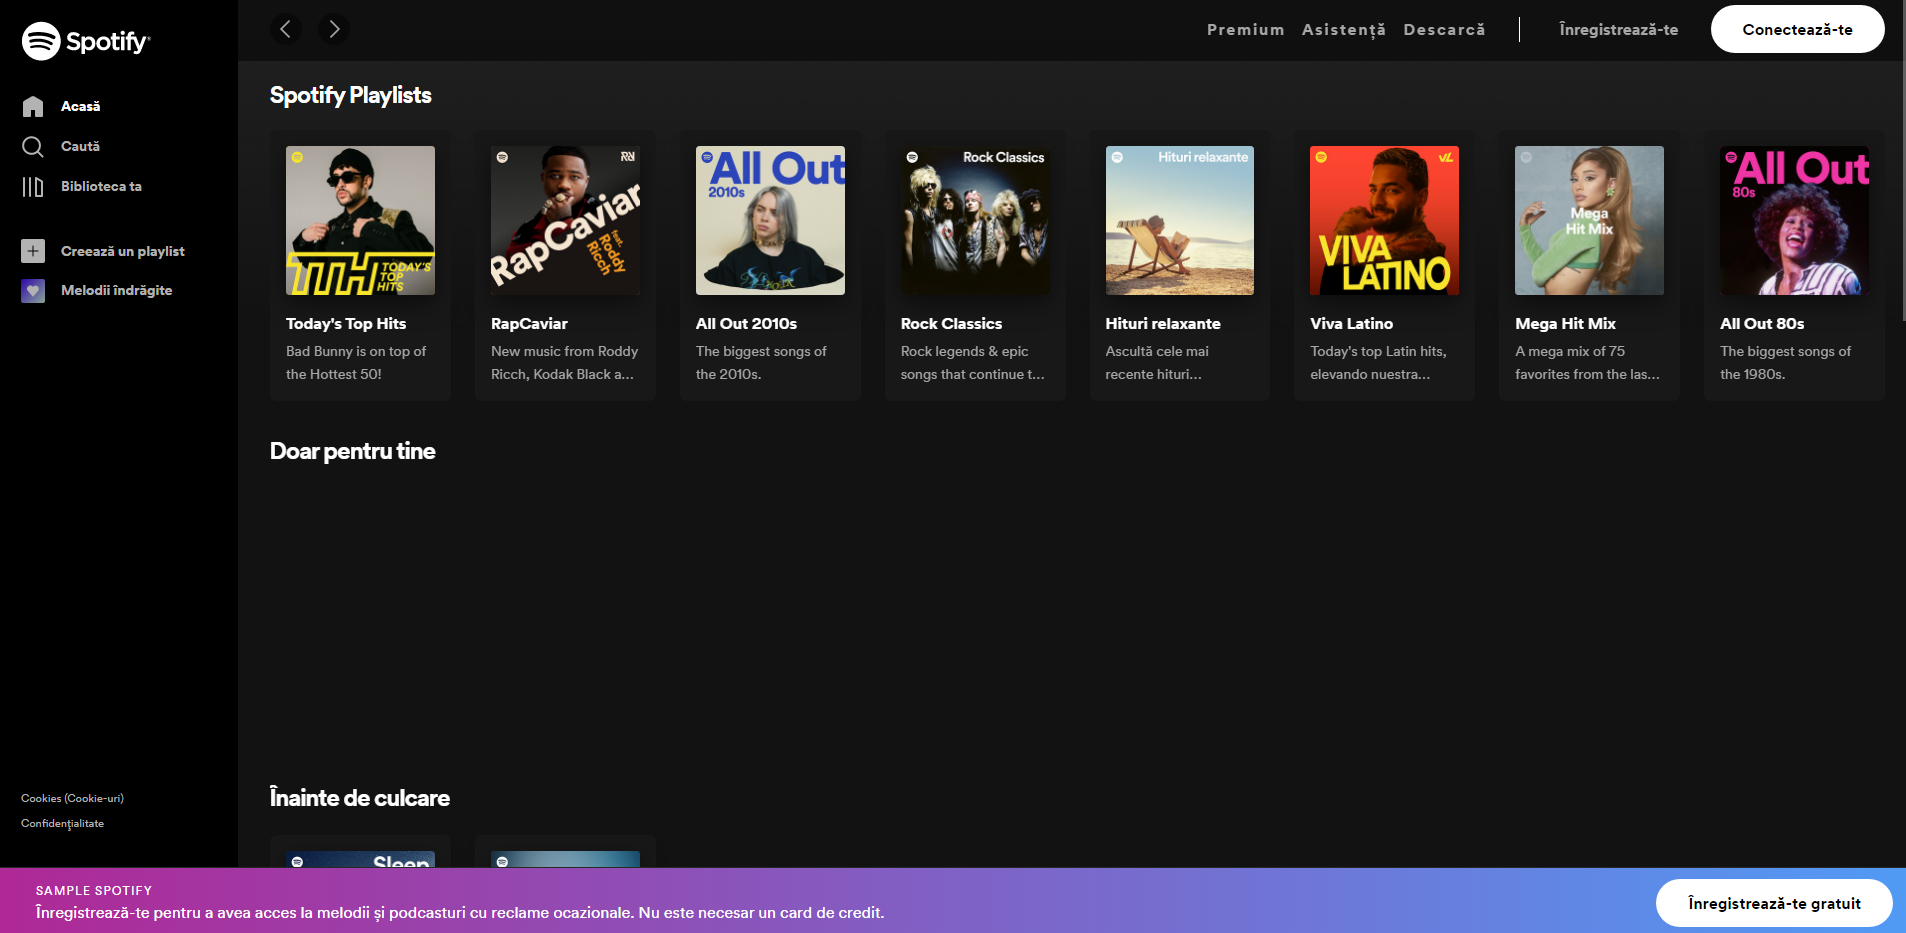 Spotify
Acasă
Caută
Biblioteca ta
Creează un playlist
Melodii îndrăgite
Cookies (Cookie-uri)
Confidențialitate
Premium Asistență Descarcă Înregistrează-te Conectează-te
Spotify Playlists
TTH TODAY'S
TOP
HITS
Today's Top Hits
Bad Bunny is on top of
the Hottest 50!
RapCaviar
feat.
Roddy
Ricch
RapCaviar
New music from Roddy
Ricch, Kodak Black a...
All Out
2010s
All Out 2010s
The biggest songs of
the 2010s.
Rock Classics
Rock Classics
Rock legends & epic
songs that continue t...
Hituri relaxante
Hituri relaxante
Ascultă cele mai
recente hituri...
VL
VIVA
LATINO
Viva Latino
Today's top Latin hits,
elevando nuestra...
Mega
Hit Mix
Mega Hit Mix
A mega mix of 75
favorites from the las...
All Out
80s
All Out 80s
The biggest songs of
the 1980s.
Doar pentru tine
Înainte de culcare
Sleep
SAMPLE SPOTIFY
Înregistrează-te pentru a avea acces la melodii și podcasturi cu reclame ocazionale. Nu este necesar un card de credit.
Înregistrează-te gratuit